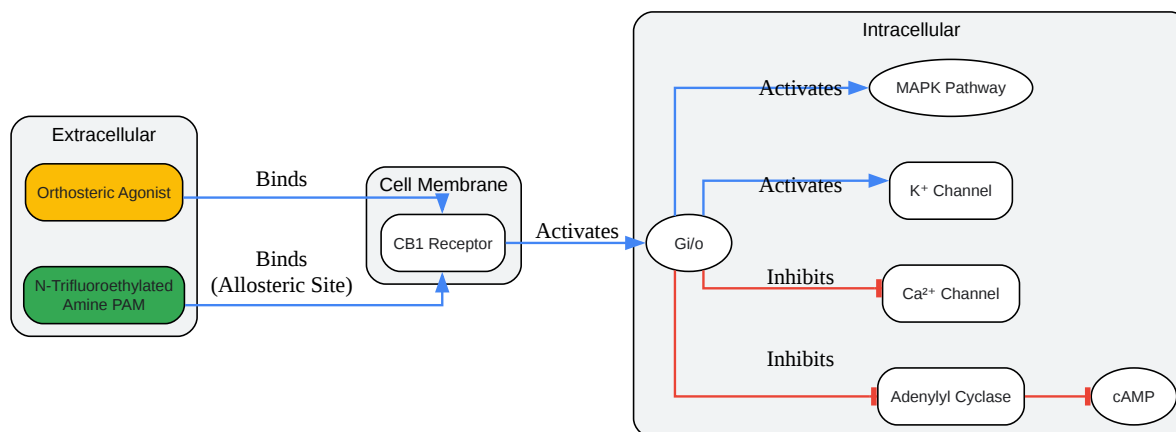 Extracellular
Orthosteric Agonist
N-Trifluoroethylated
Amine PAM
Binds
Binds
(Allosteric Site)
Cell Membrane
CB1 Receptor
Activates
Intracellular
Gi/o
Activates
MAPK Pathway
Activates
K⁺ Channel
Inhibits
Ca²⁺ Channel
Inhibits
Adenylyl Cyclase
cAMP